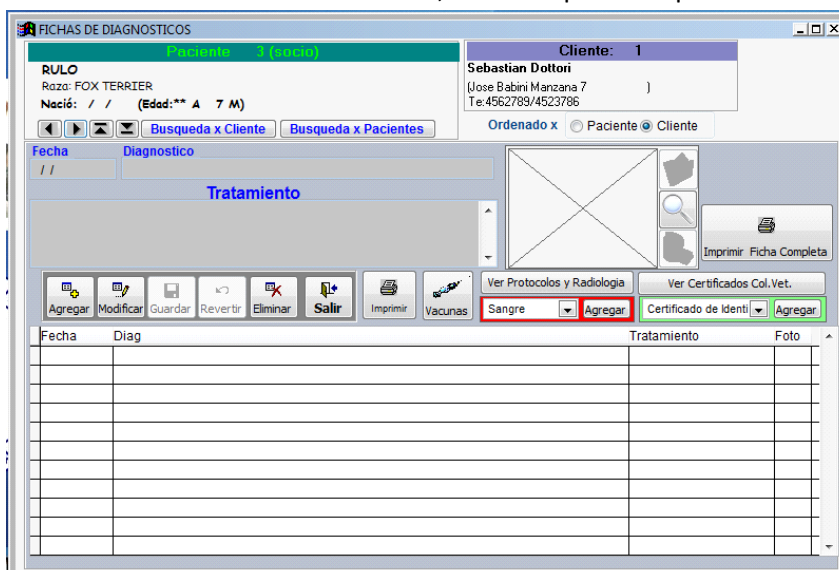 FICHAS DE DIAGNOSTICOS
Paciente 3 (socio)
Cliente: 1
RULO
Raza: FOX TERRIER
Nació: / / (Edad:** A 7 M)
Sebastian Dottori
(Jose Babini Manzana 7 )
Te:4562789/4523786
Busqueda x Cliente
Busqueda x Pacientes
Ordenado x Paciente Cliente
Fecha
Diagnostico
/ /
Tratamiento
Imprimir Ficha Completa
Agregar
Modificar
Guardar
Revertir
Eliminar
Salir
Imprimir
Vacunas
Ver Protocolos y Radiologia
Ver Certificados Col.Vet.
Sangre
Agregar
Certificado de Identi
Agregar
Fecha Diag Tratamiento Foto